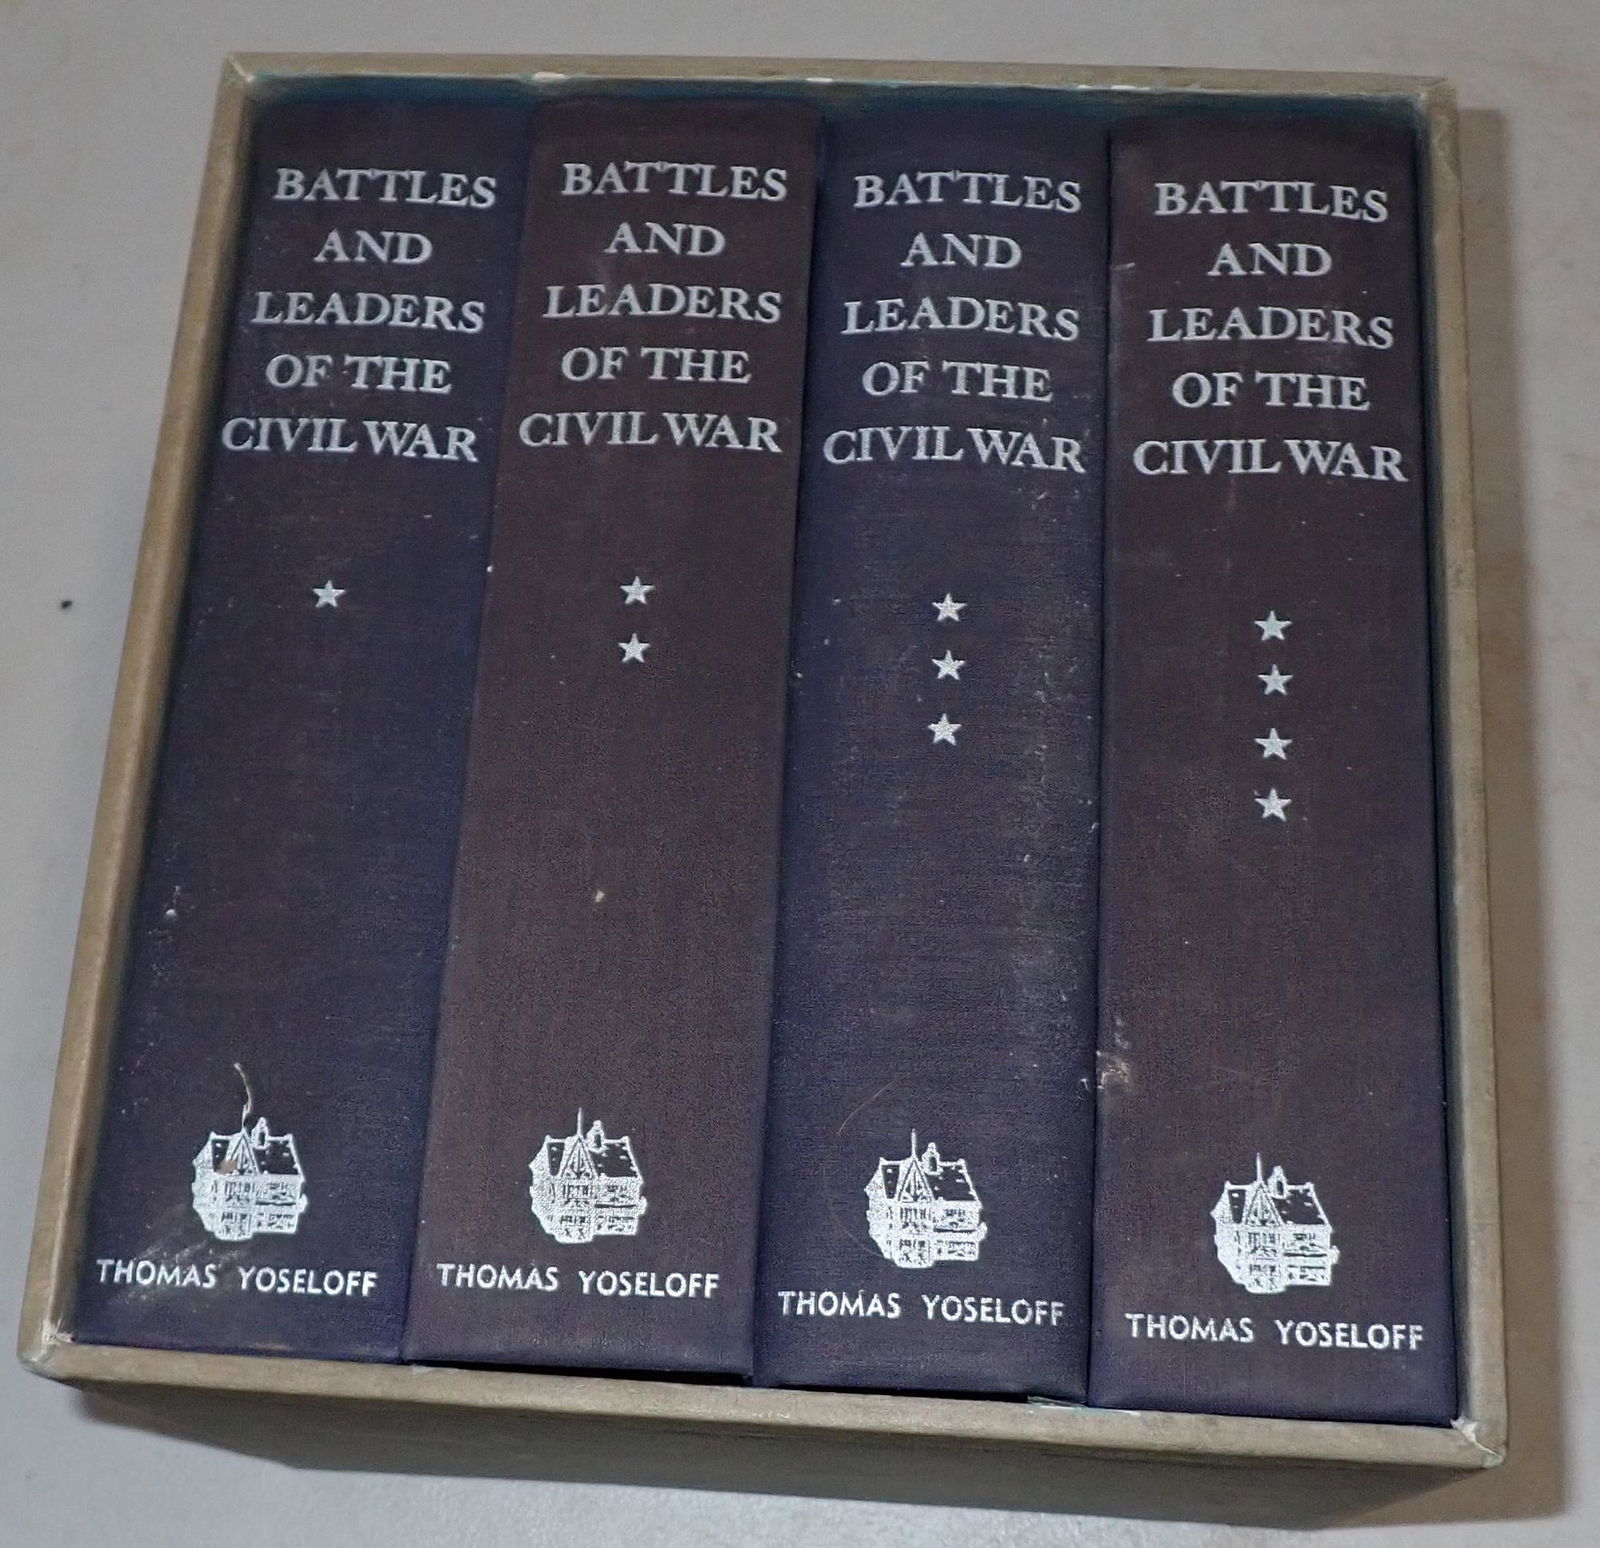 BATTLES
AND
LEADERS
OF THE
CIVIL WAR
THOMAS YOSELOFF
BATTLES
AND
LEADERS
OF THE
CIVIL WAR
THOMAS YOSELOFF
BATTLES
AND
LEADERS
OF THE
CIVIL WAR
THOMAS YOSELOFF
BATTLES
AND
LEADERS
OF THE
CIVIL WAR
THOMAS YOSELOFF